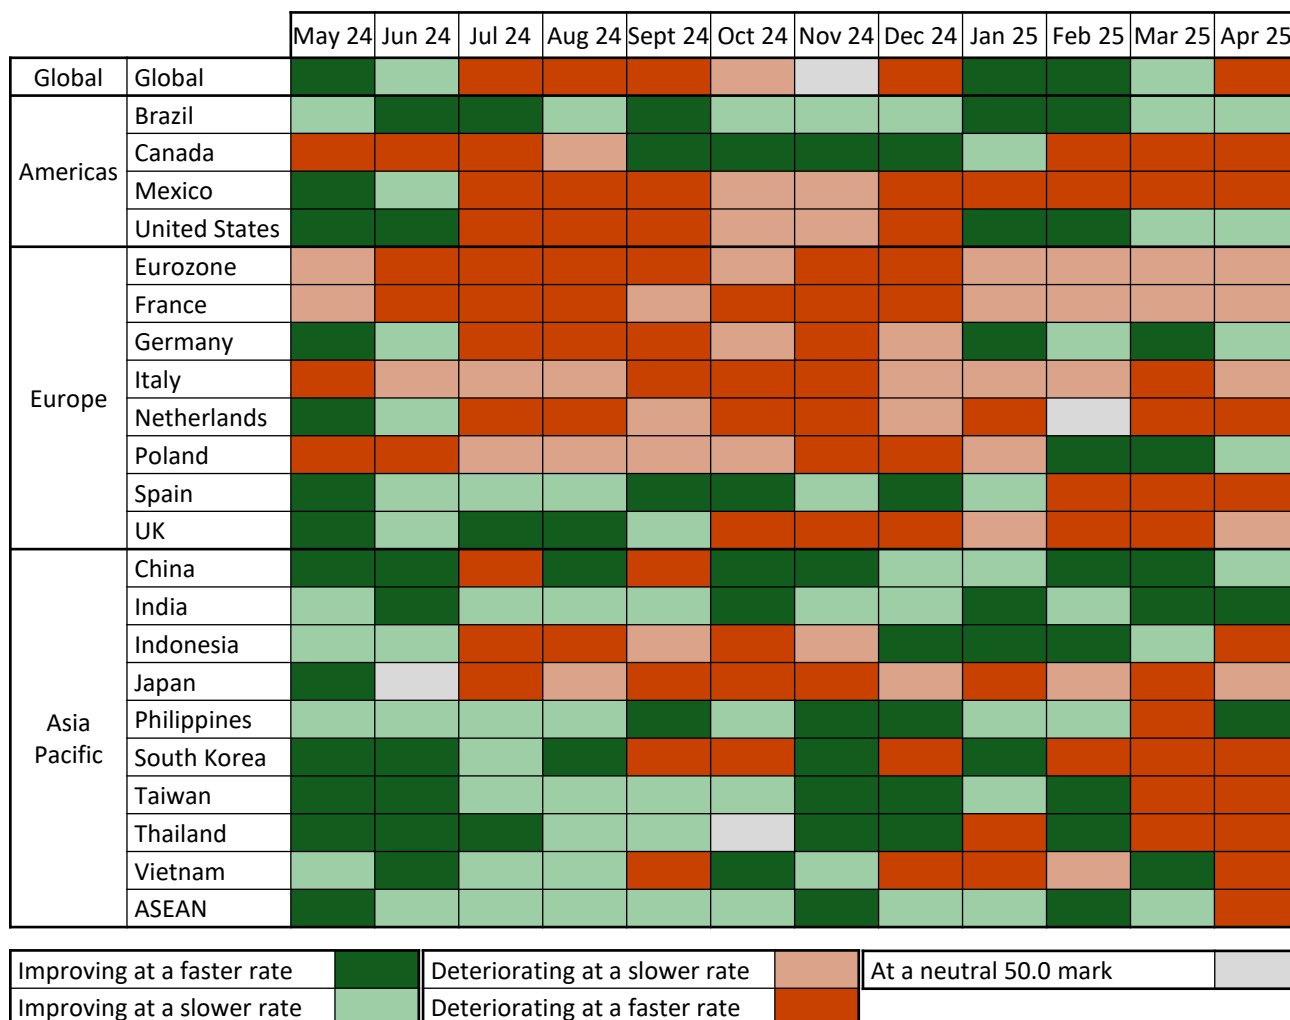 May 24 Jun 24 Jul 24 Aug 24 Sept 24 Oct 24 Nov 24 Dec 24 Jan 25 Feb 25 Mar 25 Apr 25
Global Global
Americas
Brazil
Canada
Mexico
United States
Europe
Eurozone
France
Germany
Italy
Netherlands
Poland
Spain
UK
Asia
Pacific
China
India
Indonesia
Japan
Philippines
South Korea
Taiwan
Thailand
Vietnam
ASEAN
Improving at a faster rate Deteriorating at a slower rate At a neutral 50.0 mark
Improving at a slower rate Deteriorating at a faster rate